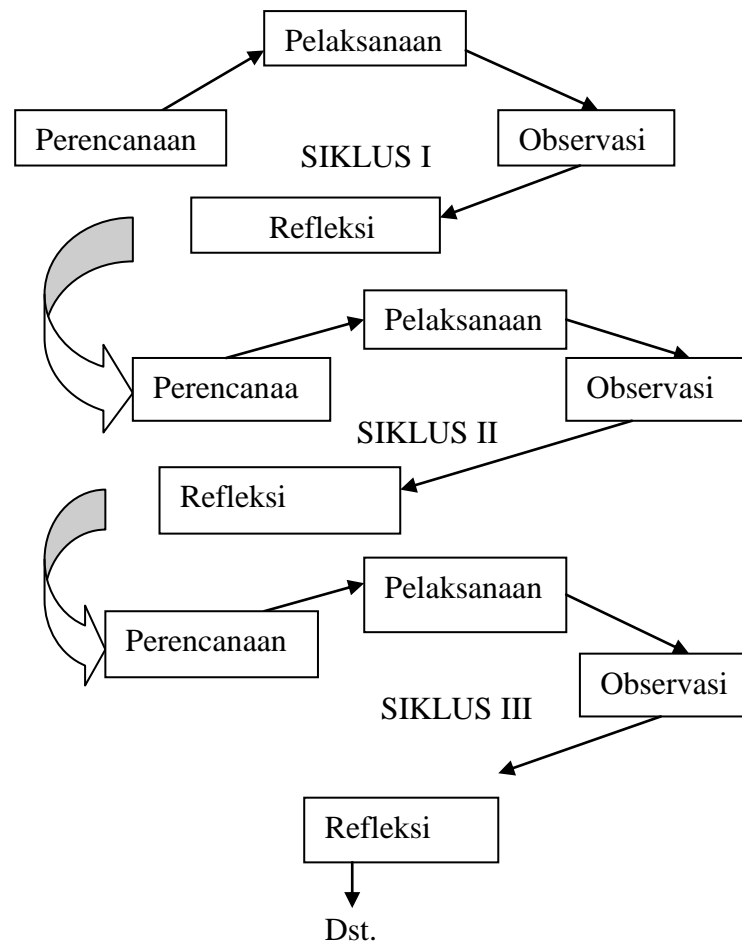 Pelaksanaan
Perencanaan
Observasi
SIKLUS I
Refleksi
Pelaksanaan
Perencanaa
Observasi
SIKLUS II
Refleksi
Pelaksanaan
Perencanaan
Observasi
SIKLUS III
Refleksi
Dst.